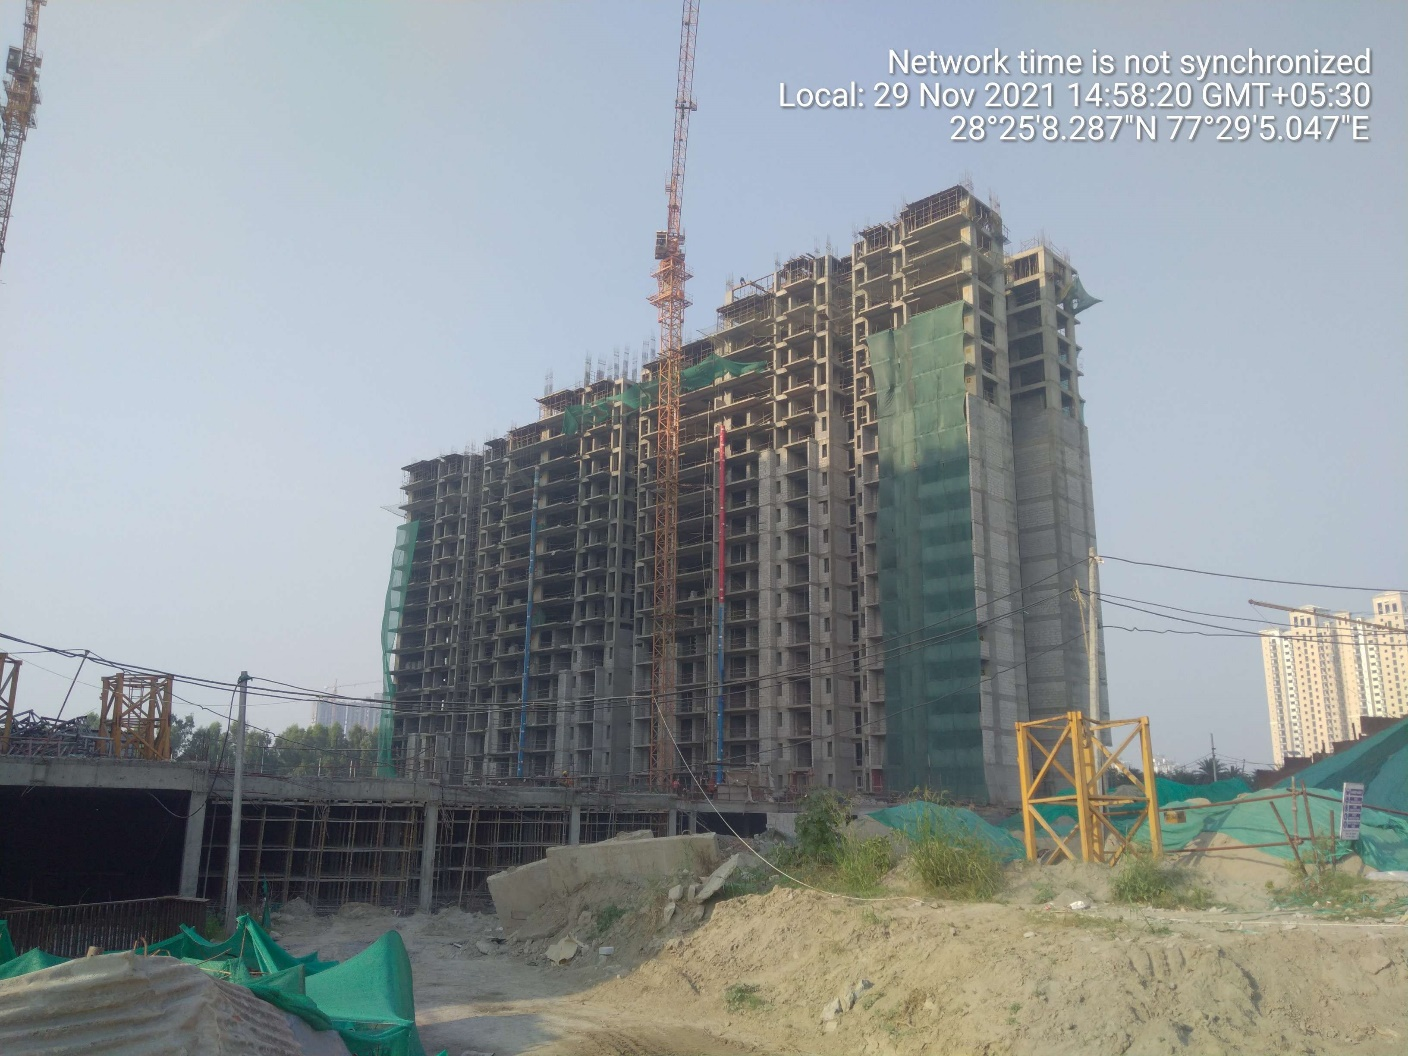 Network time is not synchronized
Local: 29 Nov 2021 14:58:20 GMT+05:30
28°25'8.287"N 77°29'5.047"E